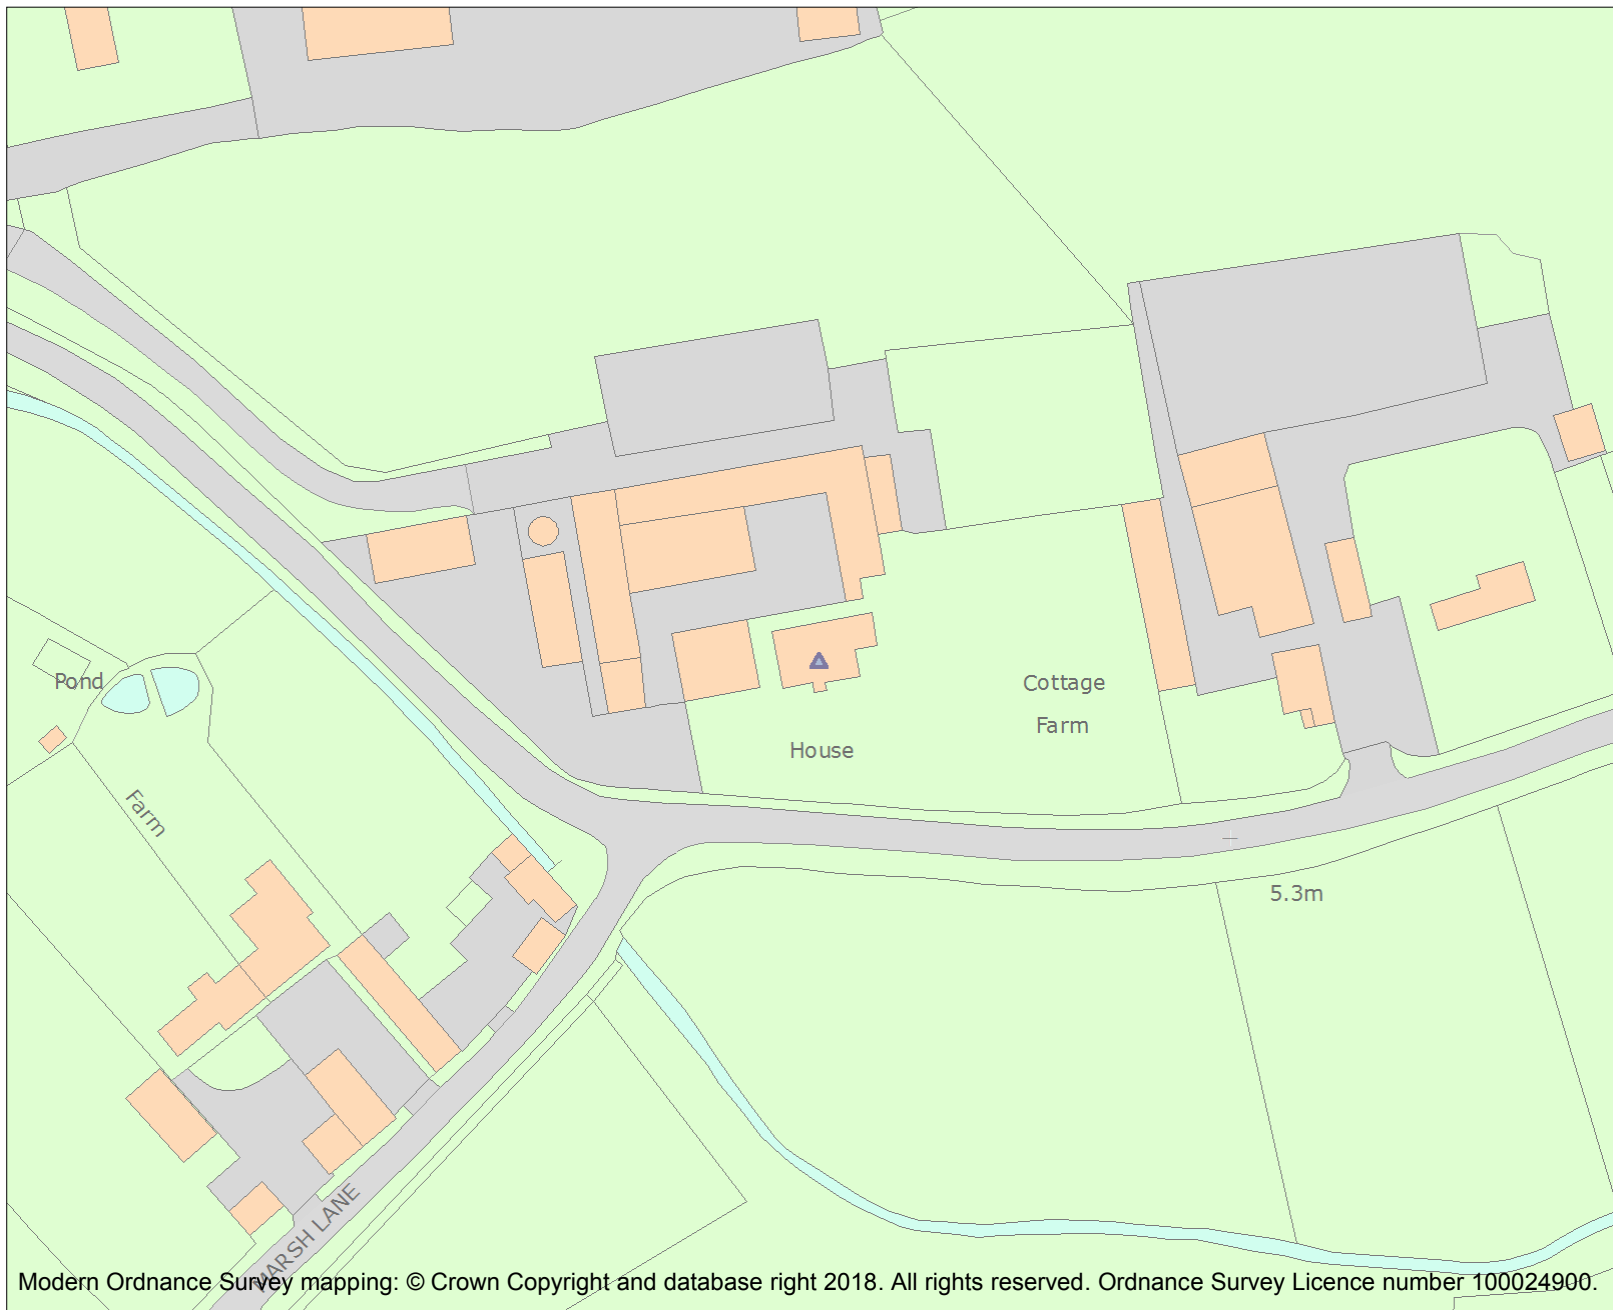 Pond
Cottage
Farm
House
Farm
5.3m
MARSH LANE
Modern Ordnance Survey mapping: © Crown Copyright and database right 2018. All rights reserved. Ordnance Survey Licence number 100024900.